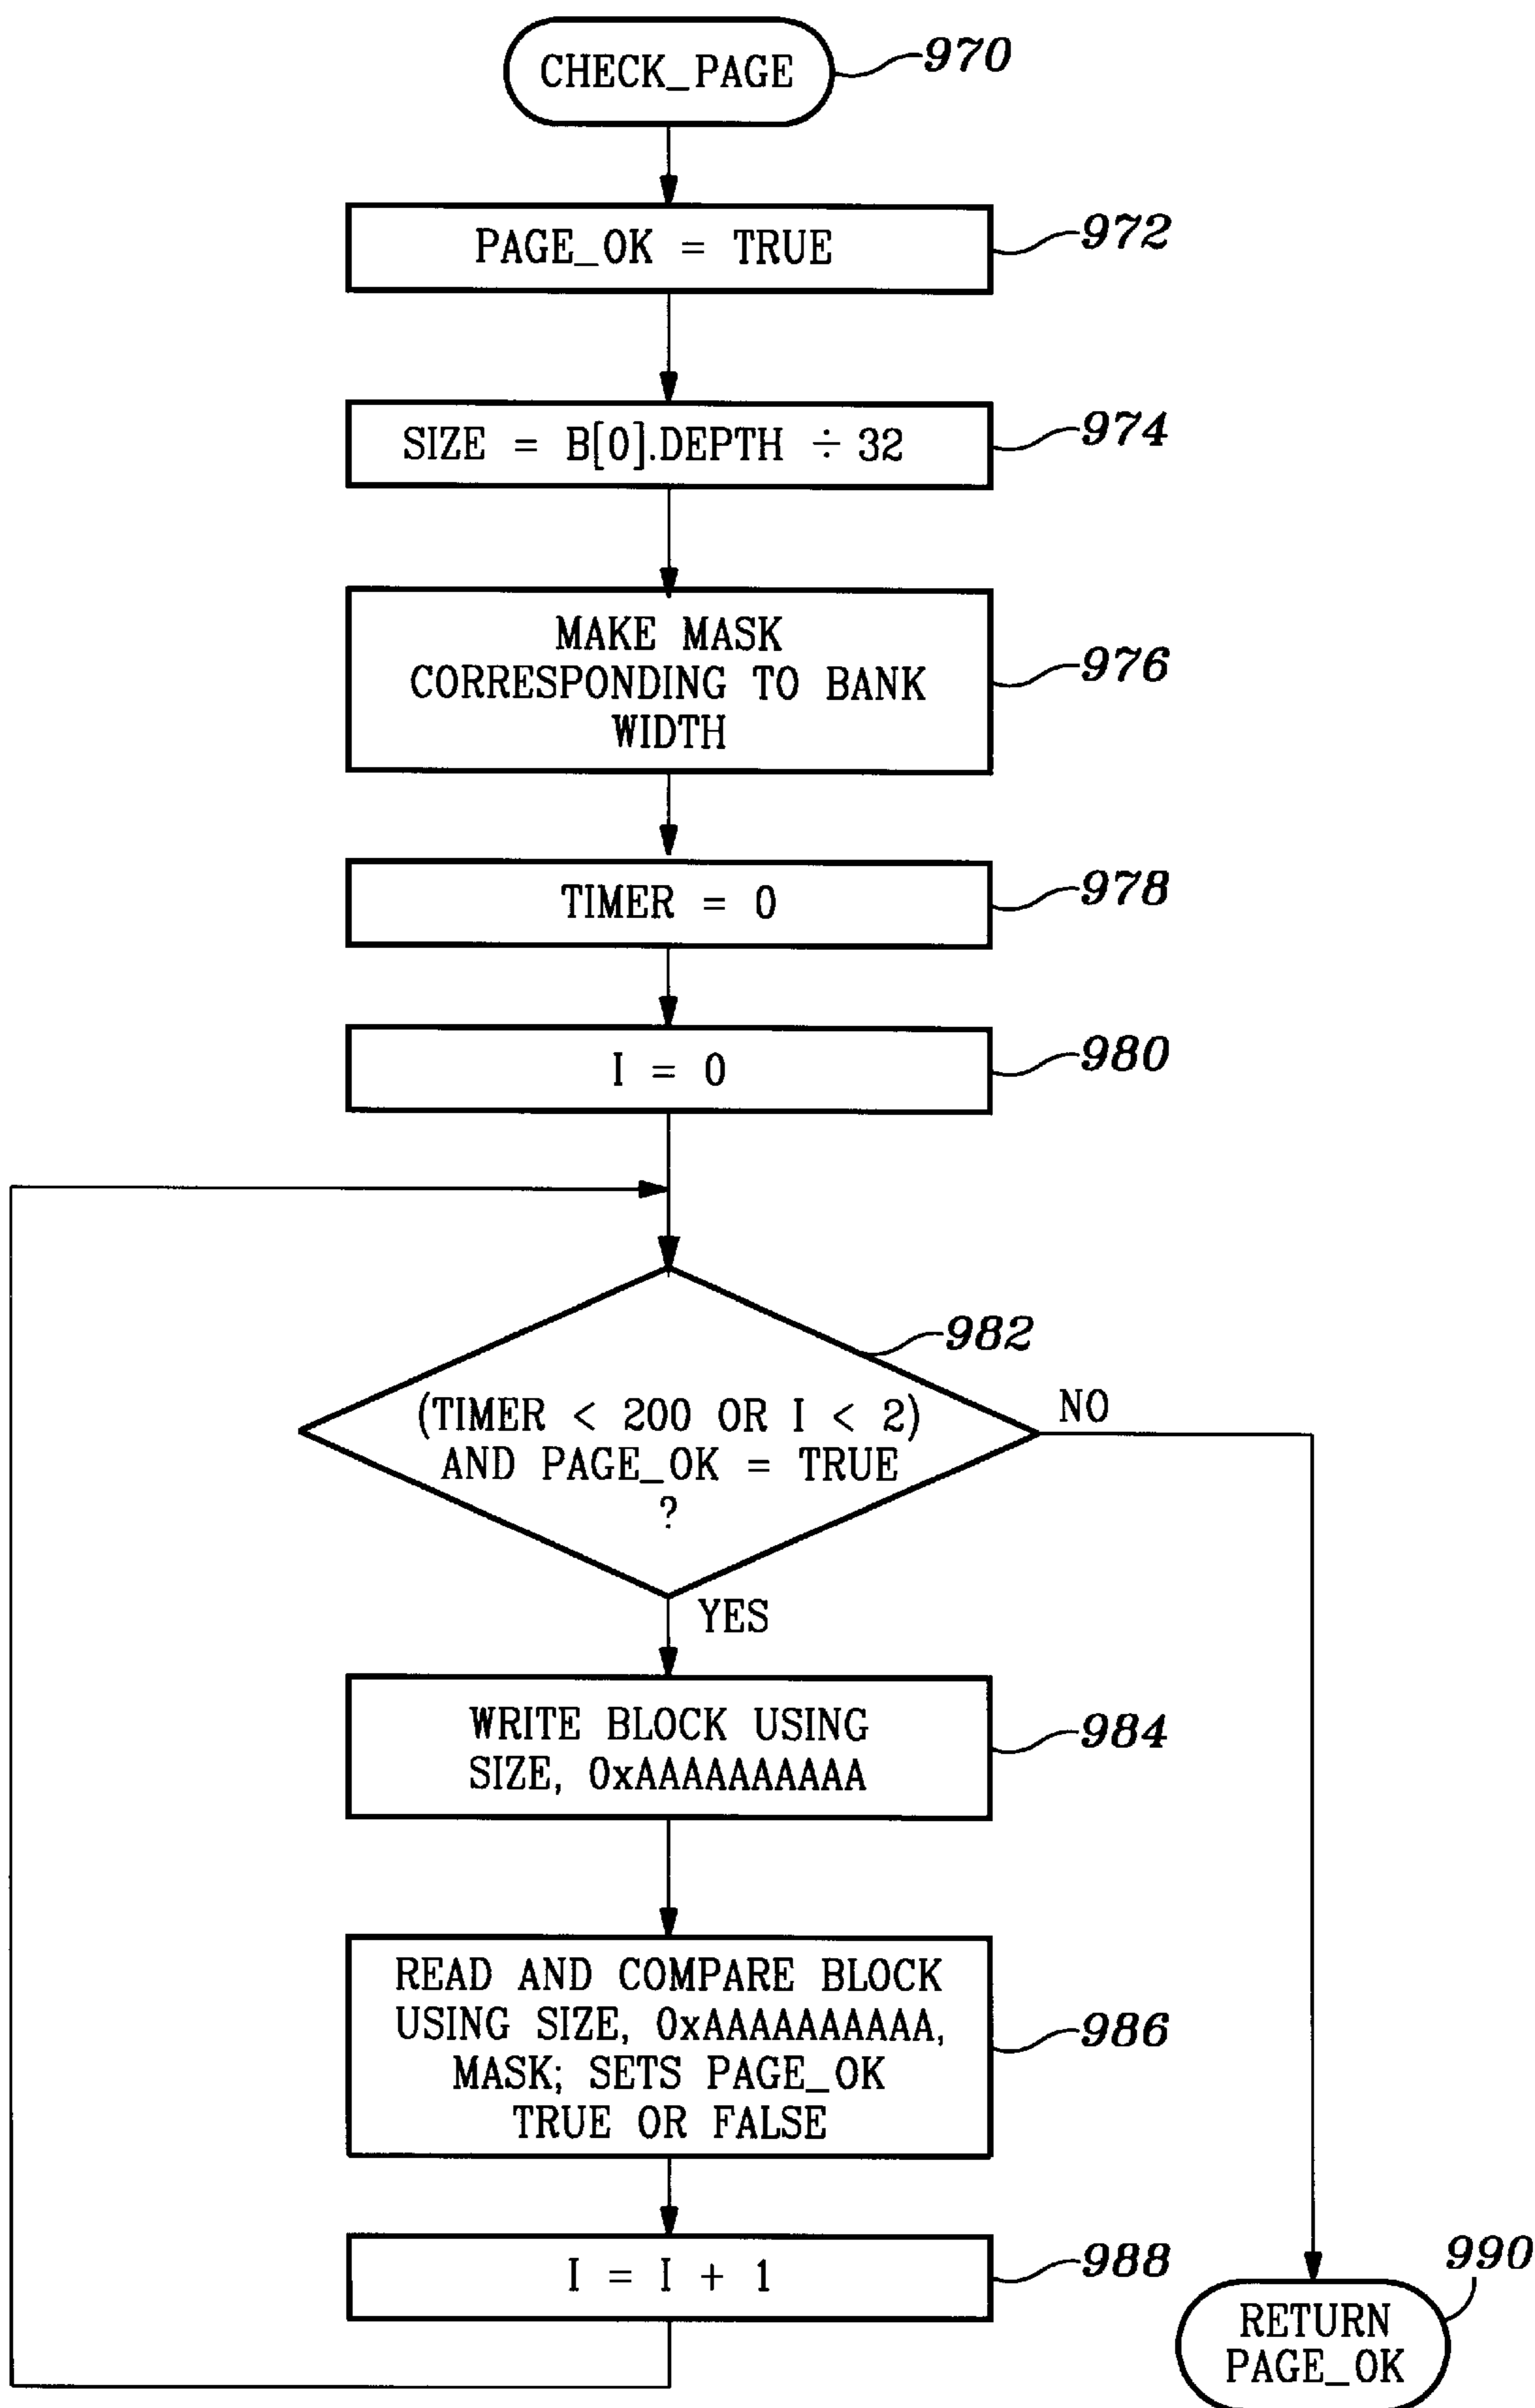 CHECK_PAGE
970
PAGE_OK = TRUE
972
SIZE = B[0].DEPTH ÷ 32
974
MAKE MASK
CORRESPONDING TO BANK
WIDTH
976
TIMER = 0
978
I = 0
980
982
(TIMER < 200 OR I < 2)
AND PAGE_OK = TRUE
?
NO
YES
WRITE BLOCK USING
SIZE, 0xAAAAAAAAAA
984
READ AND COMPARE BLOCK
USING SIZE, 0xAAAAAAAAAA,
MASK; SETS PAGE_OK
TRUE OR FALSE
986
I = I + 1
988
990
RETURN
PAGE_OK